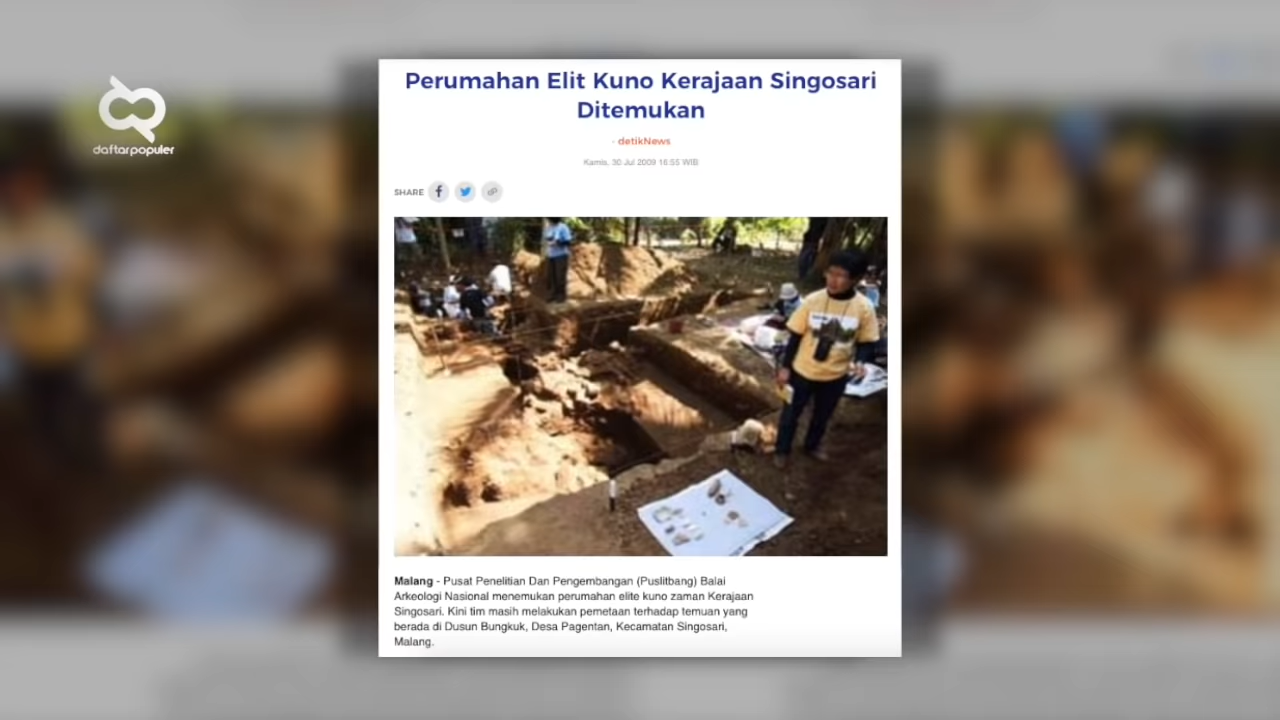 daftarpopuler
Perumahan Elit Kuno Kerajaan Singosari
Ditemukan
- detikNews
Kamis, 30 Jul 2009 16:55 WIB
SHARE
Malang - Pusat Penelitian Dan Pengembangan (Puslitbang) Balai
Arkeologi Nasional menemukan perumahan elite kuno zaman Kerajaan
Singosari. Kini tim masih melakukan pemetaan terhadap temuan yang
berada di Dusun Bungkuk, Desa Pagentan, Kecamatan Singosari,
Malang.